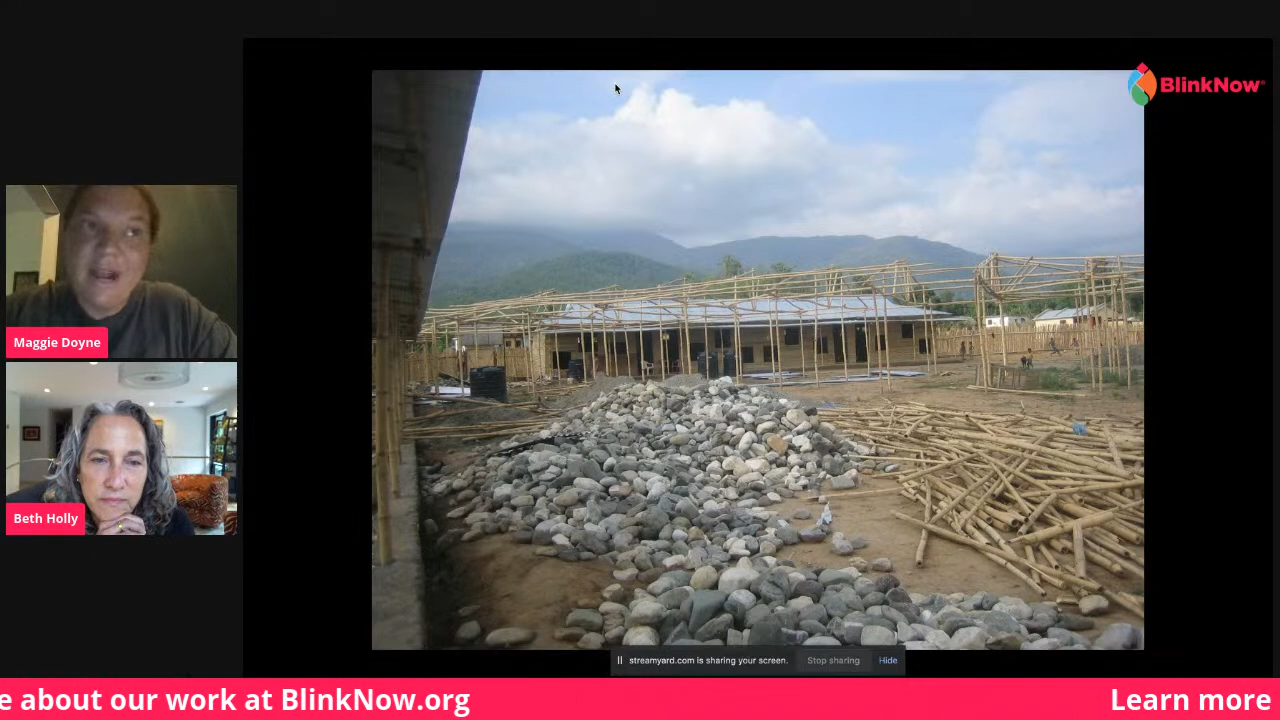 BlinkNow®
Maggie Doyne
Beth Holly
streamyard.com is sharing your screen.
Stop sharing
Hide
e about our work at BlinkNow.org
Learn more